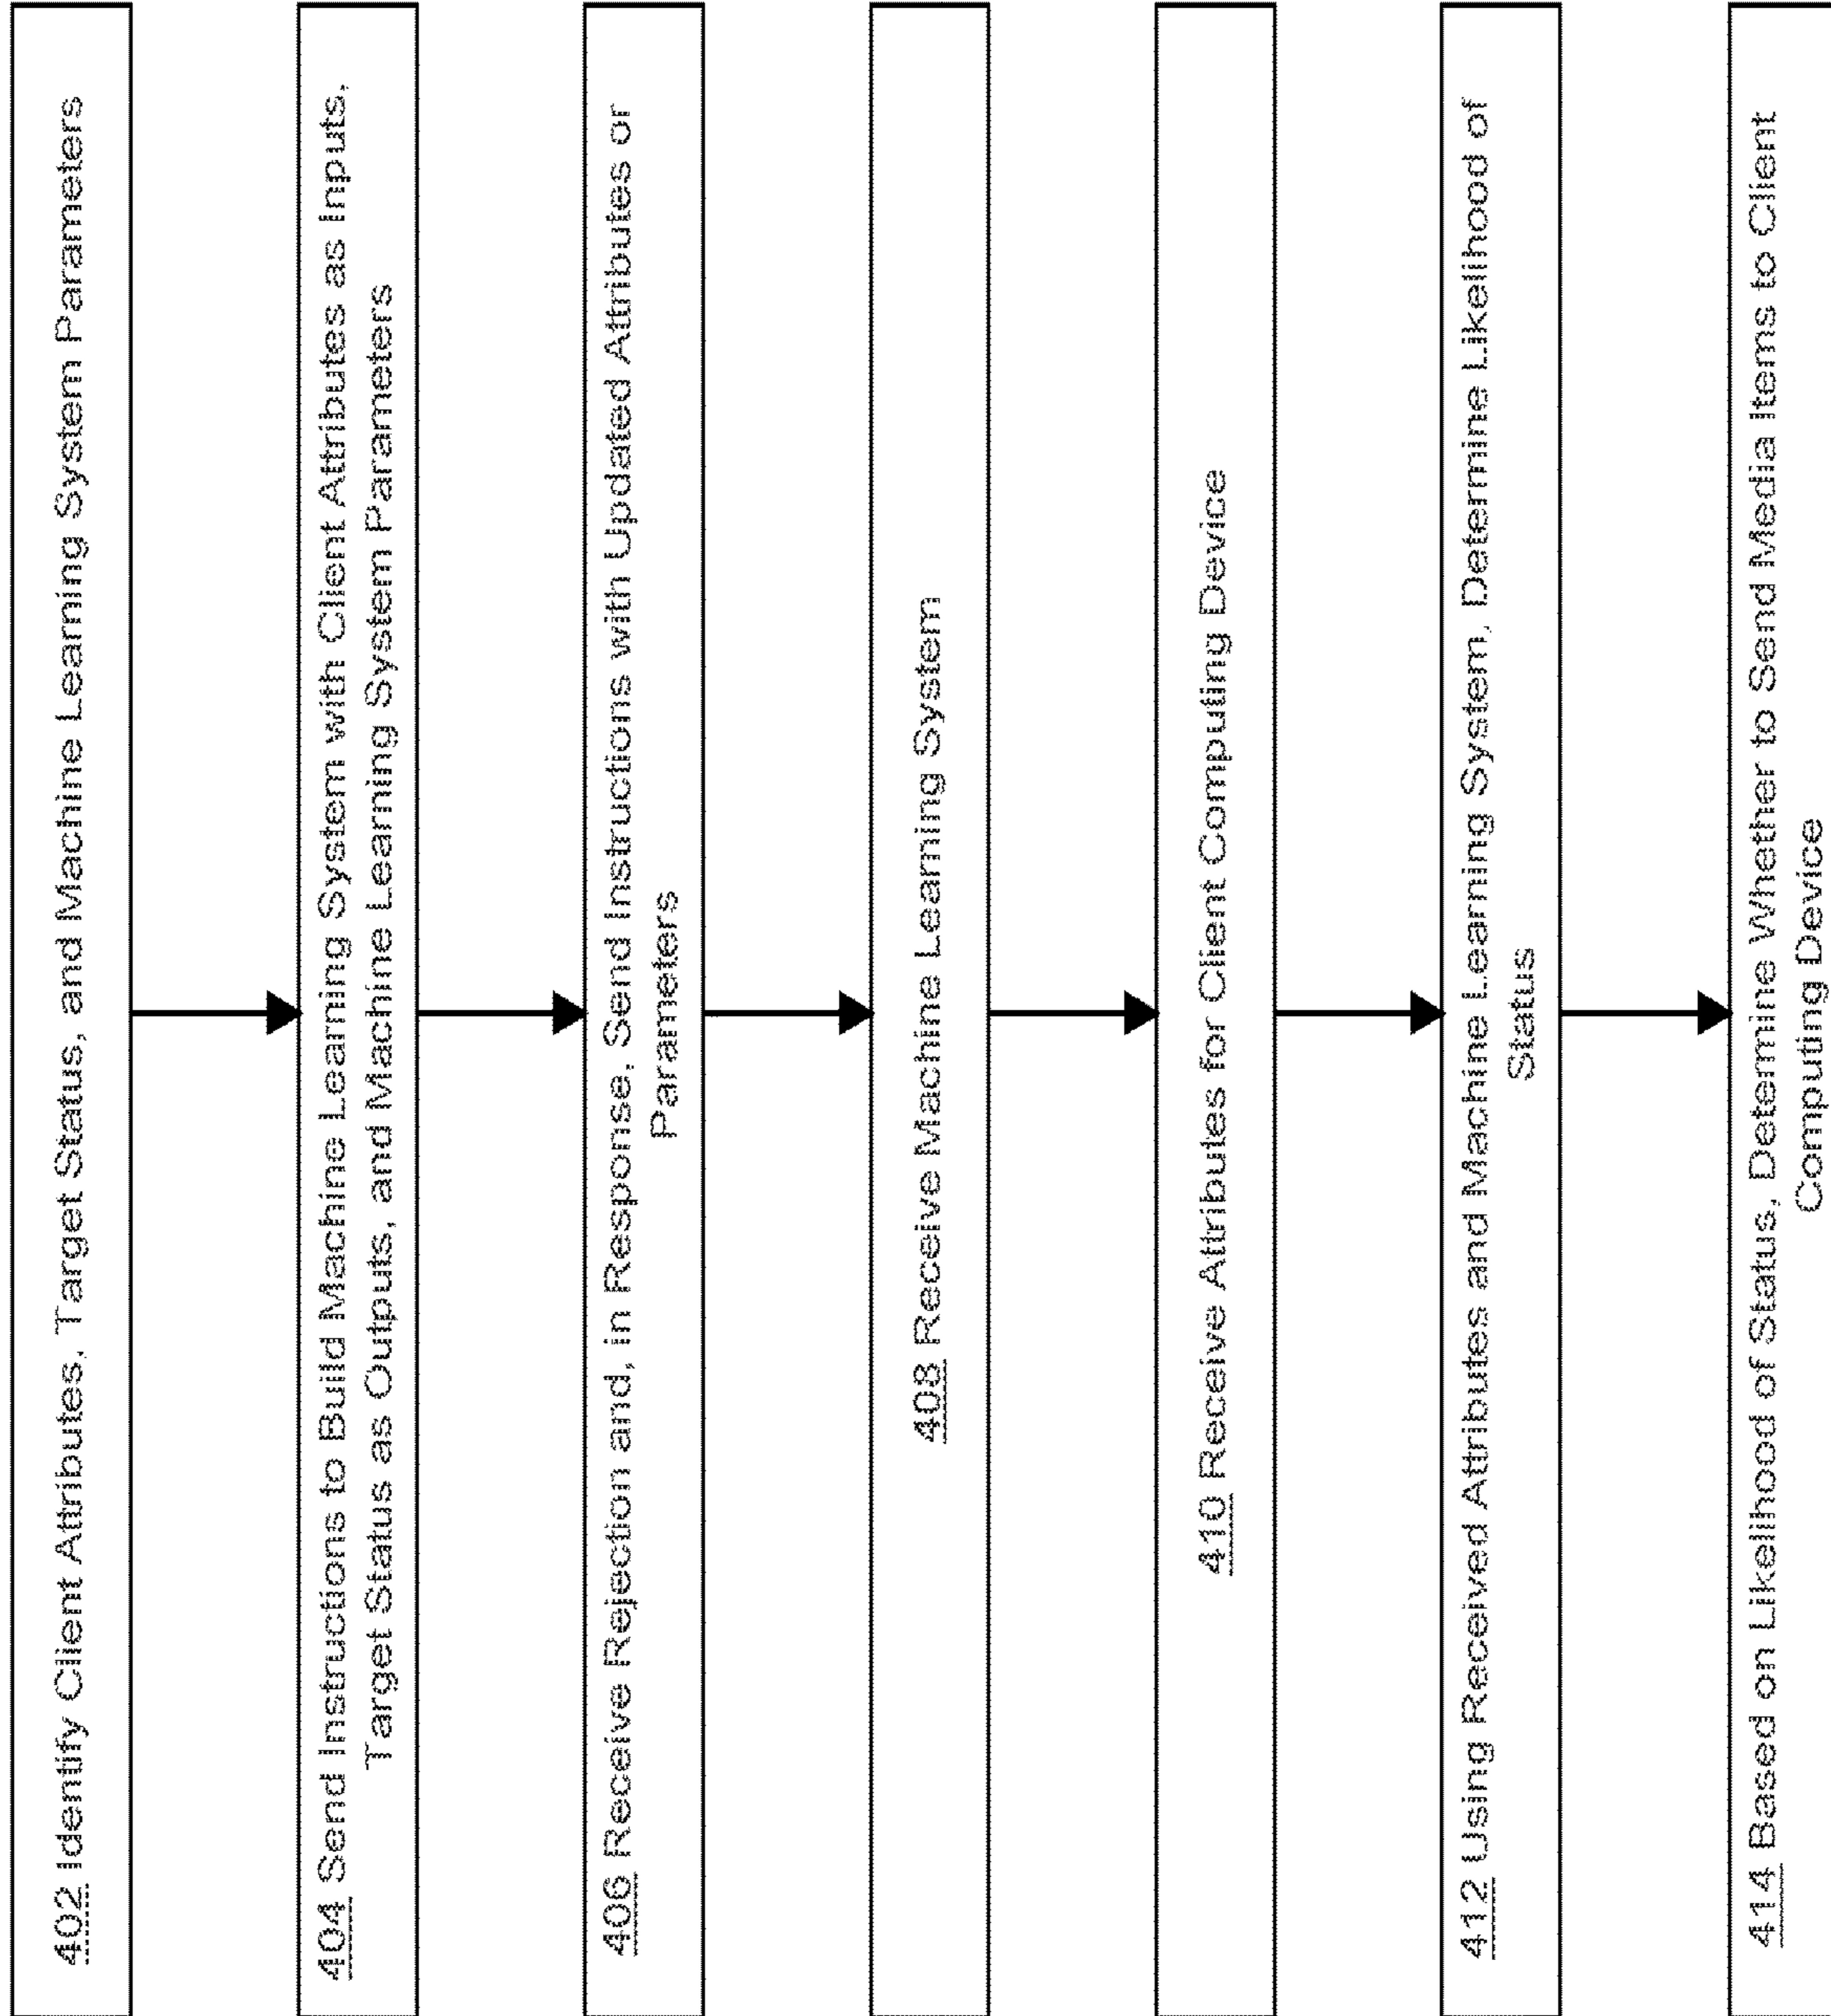 402 Identify Client Attributes, Target Status, and Machine Learning System Parameters
404 Send Instructions to Build Machine Learning System with Client Attributes as Inputs,
Target Status as Outputs, and Machine Learning System Parameters
406 Receive Rejection and, in Response, Send Instructions with Updated Attributes or
Parameters
408 Receive Machine Learning System
410 Receive Attributes for Client Computing Device
412 Using Received Attributes and Machine Learning System, Determine Likelihood of
Status
414 Based on Likelihood of Status, Determine Whether to Send Media Items to Client
Computing Device